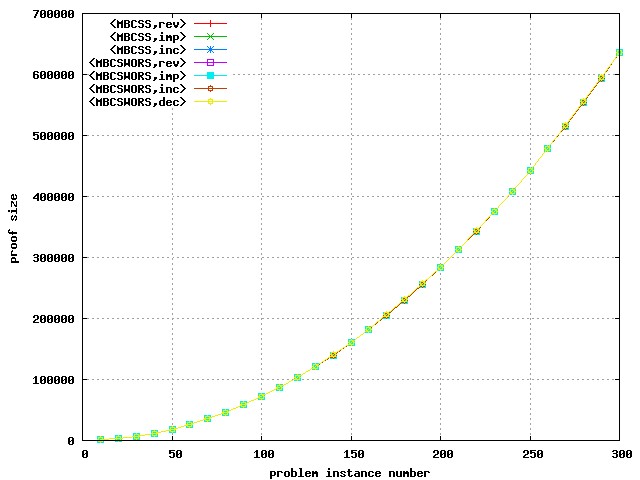 700000
600000
500000
400000
300000
200000
100000
0
proof size
<MBCSS,rev>
<MBCSS,imp>
<MBCSS,inc>
<MBCSWORS,rev>
<MBCSWORS,imp>
<MBCSWORS,inc>
<MBCSWORS,dec>
0 50 100 150 200 250 300
problem instance number